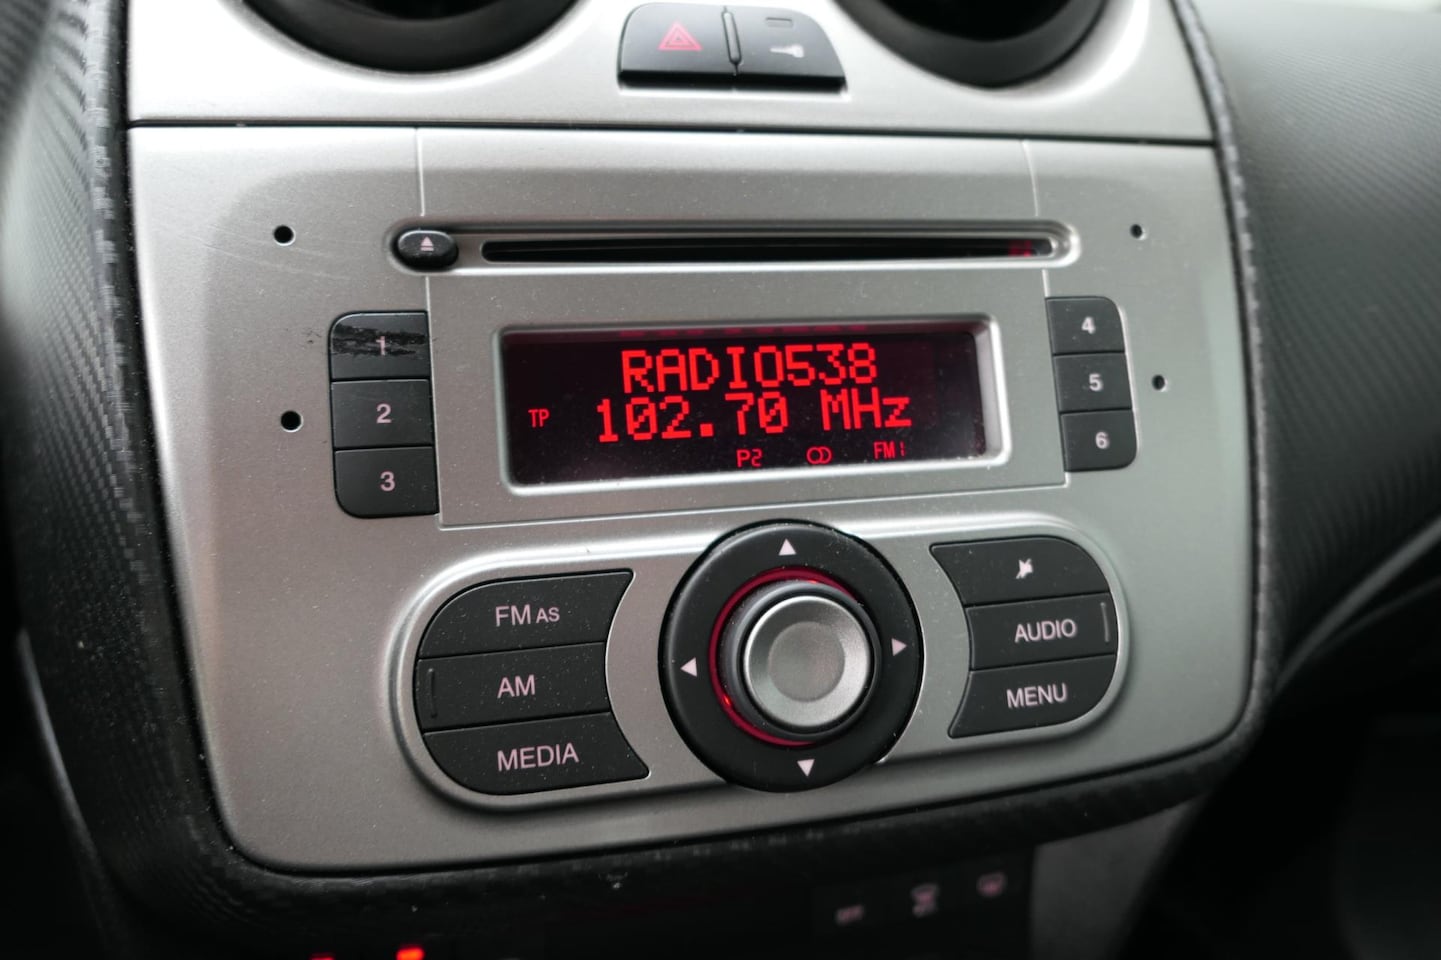 1
2
3
4
5
6
RADIO538
TP 102.70 MHz
P2 FM1
FM AS
AM
MEDIA
AUDIO
MENU